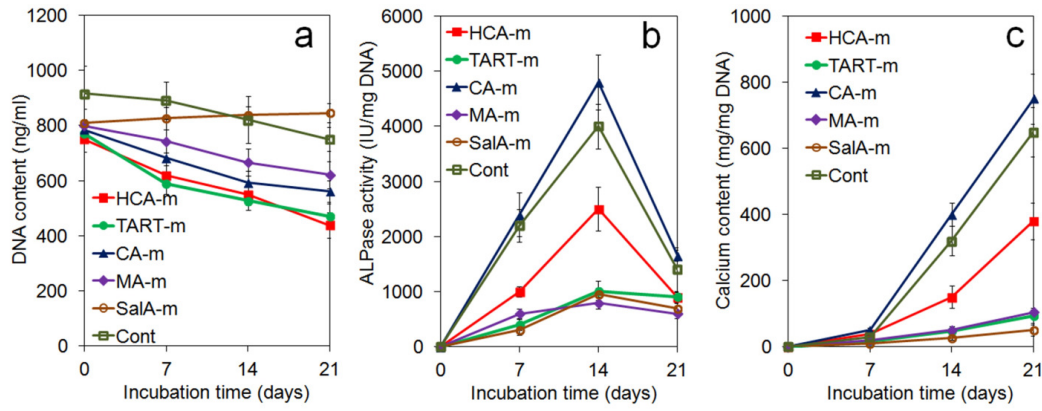 a
DNA content (ng/ml)
1200
1000
800
600
400
200
0
HCA-m
TART-m
CA-m
MA-m
SalA-m
Cont
0
7
14
21
Incubation time (days)
b
ALPase activity (IU/mg DNA)
6000
5000
4000
3000
2000
1000
0
HCA-m
TART-m
CA-m
MA-m
SalA-m
Cont
0
7
14
21
Incubation time (days)
c
Calcium content (mg/mg DNA)
1000
800
600
400
200
0
HCA-m
TART-m
CA-m
MA-m
SalA-m
Cont
0
7
14
21
Incubation time (days)